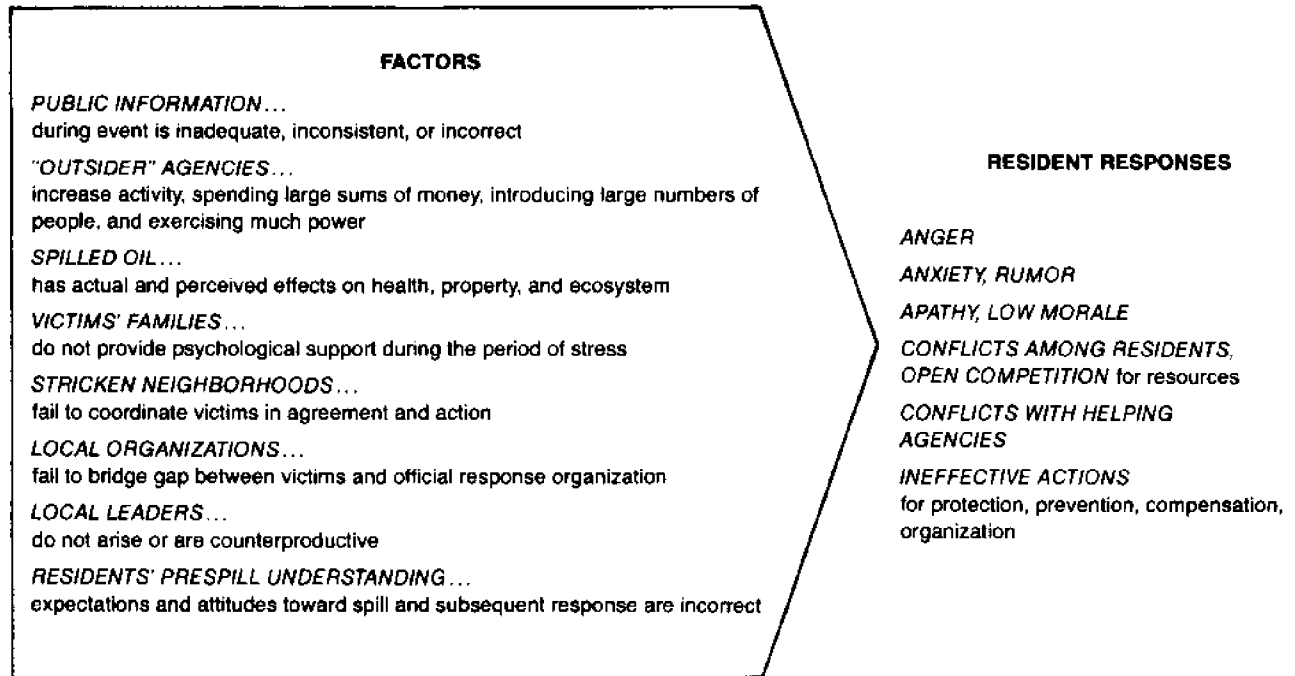 FACTORS
PUBLIC INFORMATION...
during event is inadequate, inconsistent, or incorrect
"OUTSIDER" AGENCIES...
increase activity, spending large sums of money, introducing large numbers of
people, and exercising much power
SPILLED OIL...
has actual and perceived effects on health, property, and ecosystem
VICTIMS' FAMILIES...
do not provide psychological support during the period of stress
STRICKEN NEIGHBORHOODS...
fail to coordinate victims in agreement and action
LOCAL ORGANIZATIONS...
fail to bridge gap between victims and official response organization
LOCAL LEADERS...
do not arise or are counterproductive
RESIDENTS' PRESPILL UNDERSTANDING...
expectations and attitudes toward spill and subsequent response are incorrect
RESIDENT RESPONSES
ANGER
ANXIETY, RUMOR
APATHY, LOW MORALE
CONFLICTS AMONG RESIDENTS,
OPEN COMPETITION for resources
CONFLICTS WITH HELPING
AGENCIES
INEFFECTIVE ACTIONS
for protection, prevention, compensation,
organization